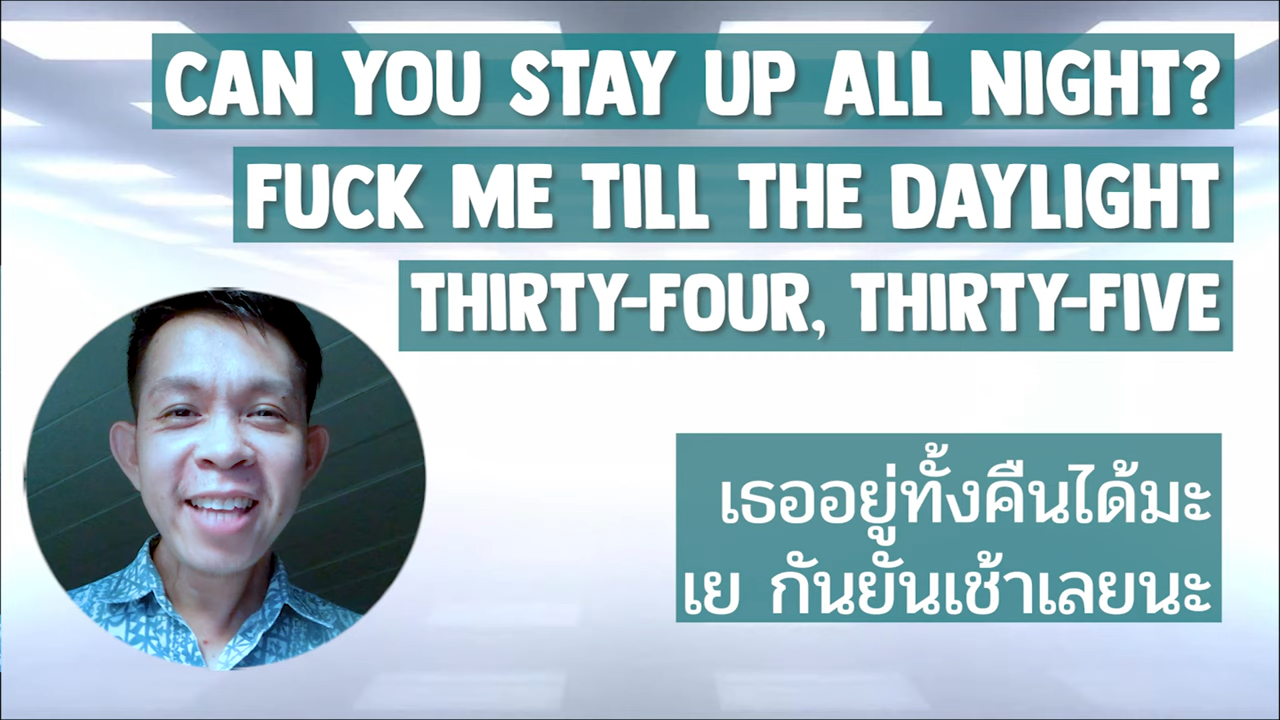 CAN YOU STAY UP ALL NIGHT?
FUCK ME TILL THE DAYLIGHT
THIRTY-FOUR, THIRTY-FIVE
เธออยู่ทั้งคืนได้มะ
เย กันยันเช้าเลยนะ